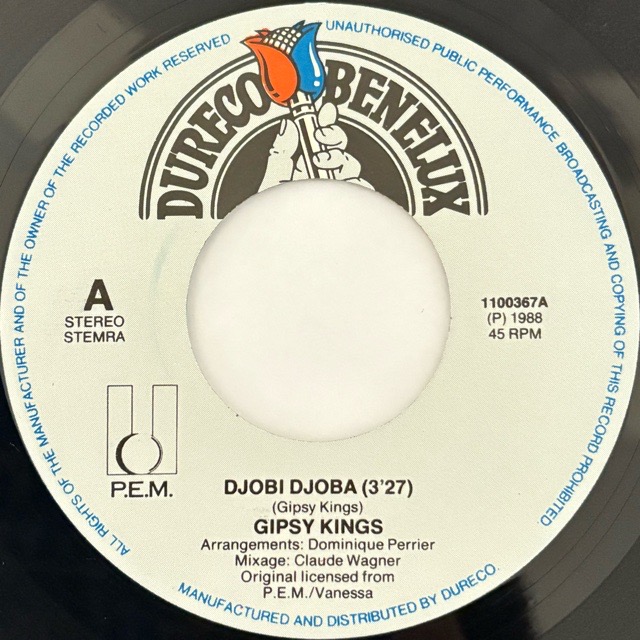 ALL RIGHTS OF THE MANUFACTURER AND OF THE OWNER OF THE RECORDED WORK RESERVED
UNAUTHORISED PUBLIC PERFORMANCE BROADCASTING AND COPYING OF THIS RECORD PROHIBITED
DURECO BENELUX
A
STEREO
STEMRA
1100367A
(P) 1988
45 RPM
P.E.M.
DJOBI DJOBA (3'27)
(Gipsy Kings)
GIPSY KINGS
Arrangements: Dominique Perrier
Mixage: Claude Wagner
Original licensed from
P.E.M./Vanessa
MANUFACTURED AND DISTRIBUTED BY DURECO.